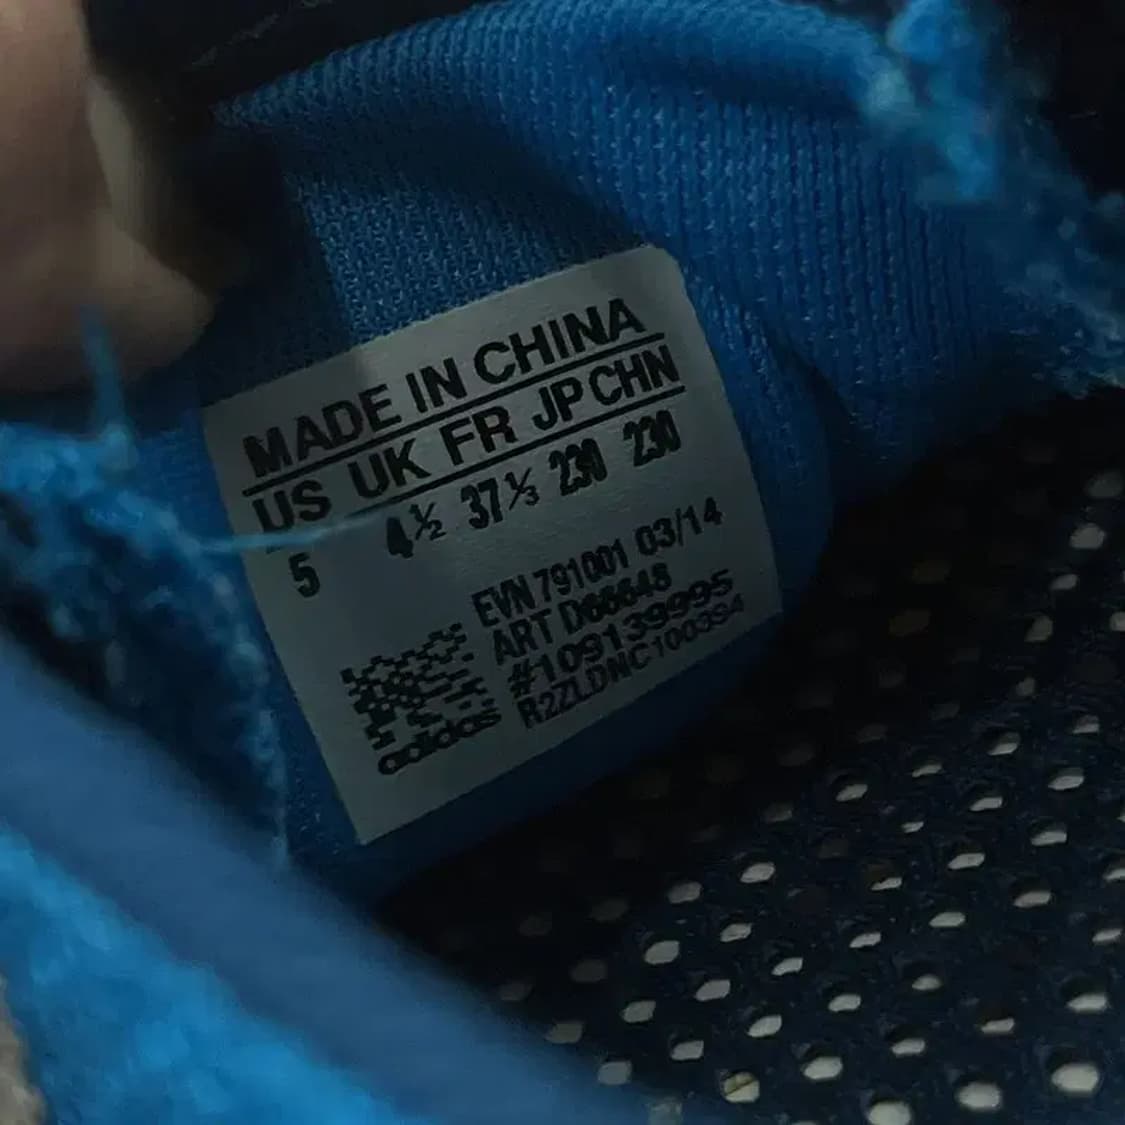 MADE IN CHINA
US UK FR JP CHN
5 4½ 37⅓ 230 230
EVN 791001 03/14
ART D66648
#109139995
R2ZLDNC100394
adidas